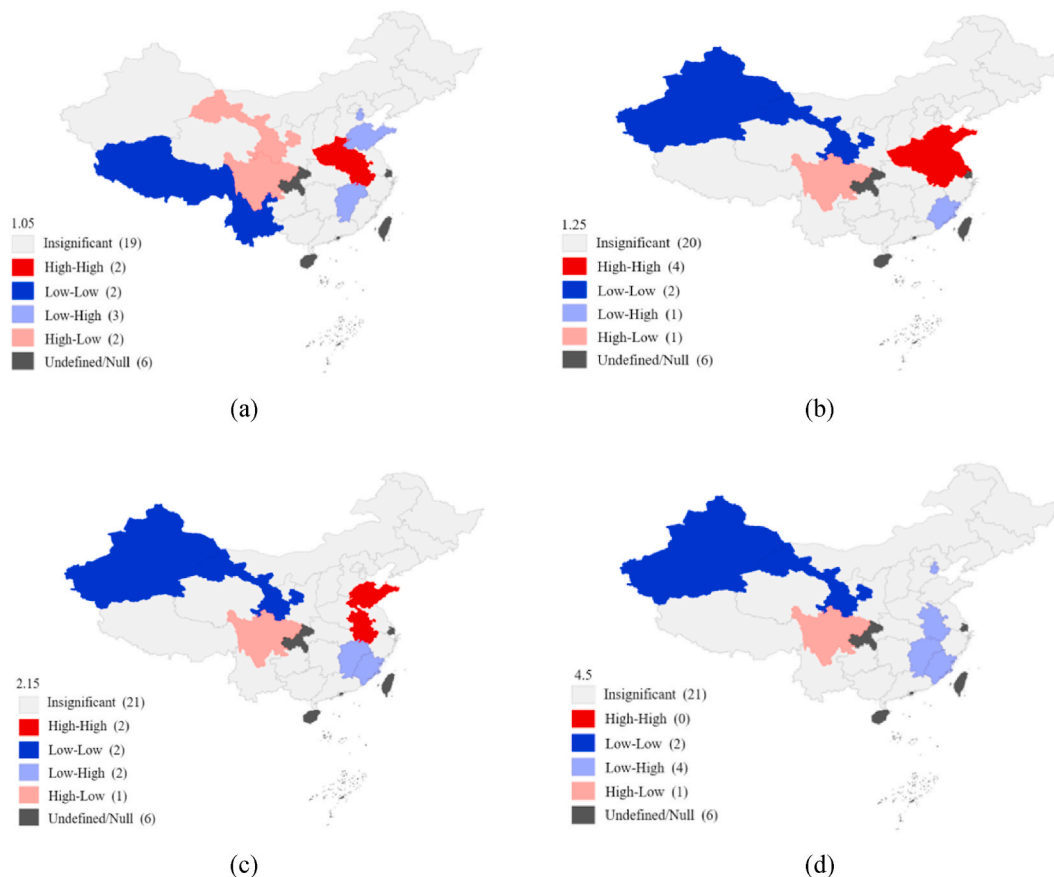 1.05
Insignificant (19)
High-High (2)
Low-Low (2)
Low-High (3)
High-Low (2)
Undefined/Null (6)
(a)
1.25
Insignificant (20)
High-High (4)
Low-Low (2)
Low-High (1)
High-Low (1)
Undefined/Null (6)
(b)
2.15
Insignificant (21)
High-High (2)
Low-Low (2)
Low-High (2)
High-Low (1)
Undefined/Null (6)
(c)
4.5
Insignificant (21)
High-High (0)
Low-Low (2)
Low-High (4)
High-Low (1)
Undefined/Null (6)
(d)